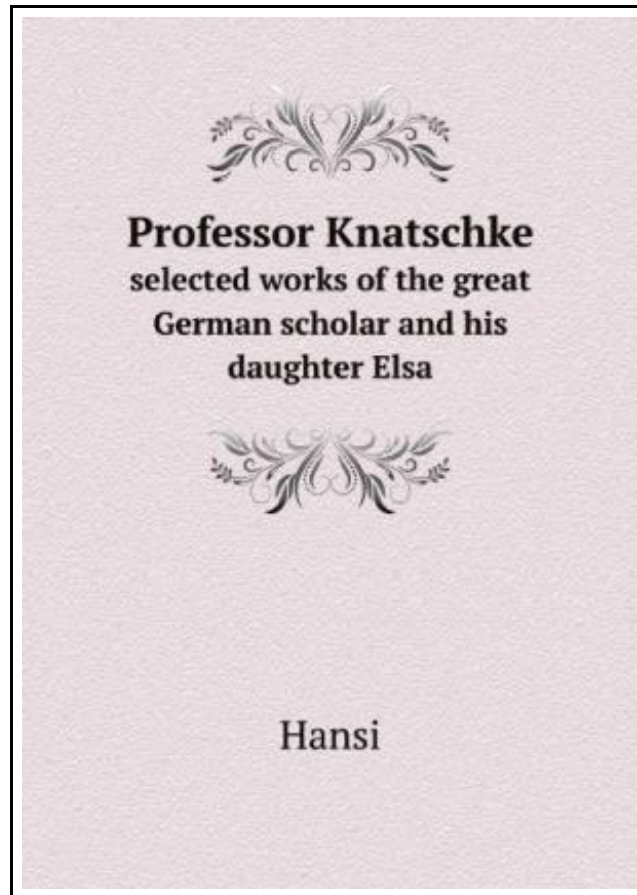 Professor Knatschke
selected works of the great
German scholar and his
daughter Elsa
Hansi